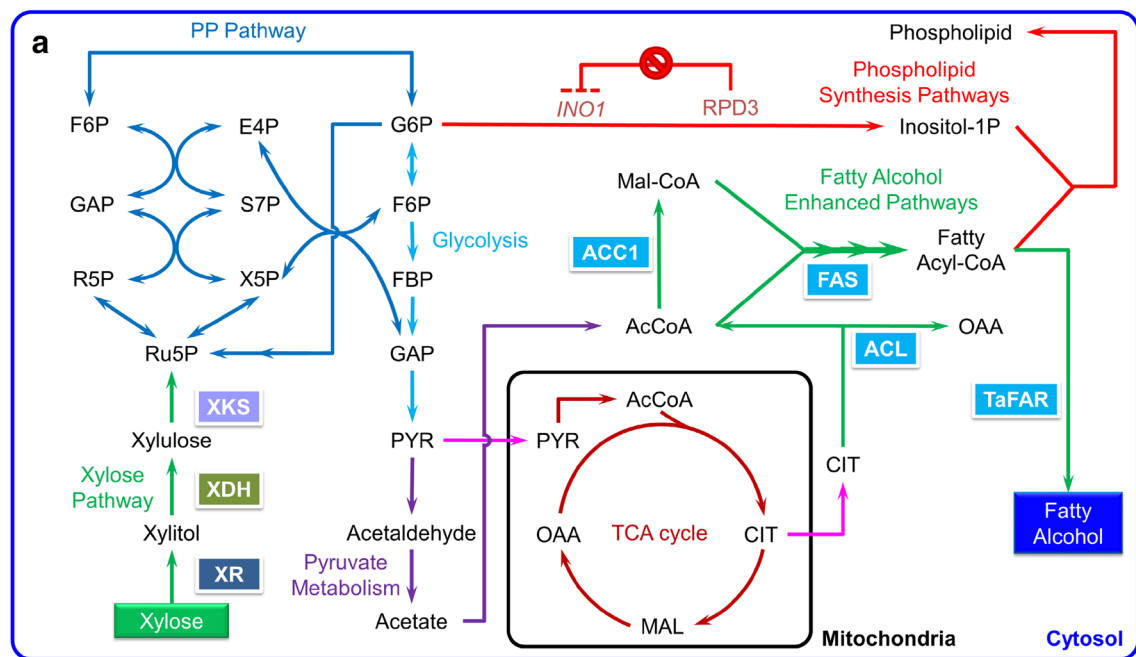 a
PP Pathway
Phospholipid
Phospholipid
Synthesis Pathways
INO1
RPD3
F6P
E4P
G6P
Inositol-1P
Mal-CoA
Fatty Alcohol
Enhanced Pathways
GAP
S7P
F6P
Glycolysis
Fatty
Acyl-CoA
ACC1
FAS
R5P
X5P
FBP
AcCoA
OAA
Ru5P
GAP
ACL
XKS
AcCoA
TaFAR
Xylulose
PYR
PYR
CIT
Xylose
Pathway
XDH
Xylitol
Acetaldehyde
OAA
TCA cycle
CIT
Fatty
Alcohol
Pyruvate
Metabolism
XR
Xylose
Acetate
MAL
Mitochondria
Cytosol